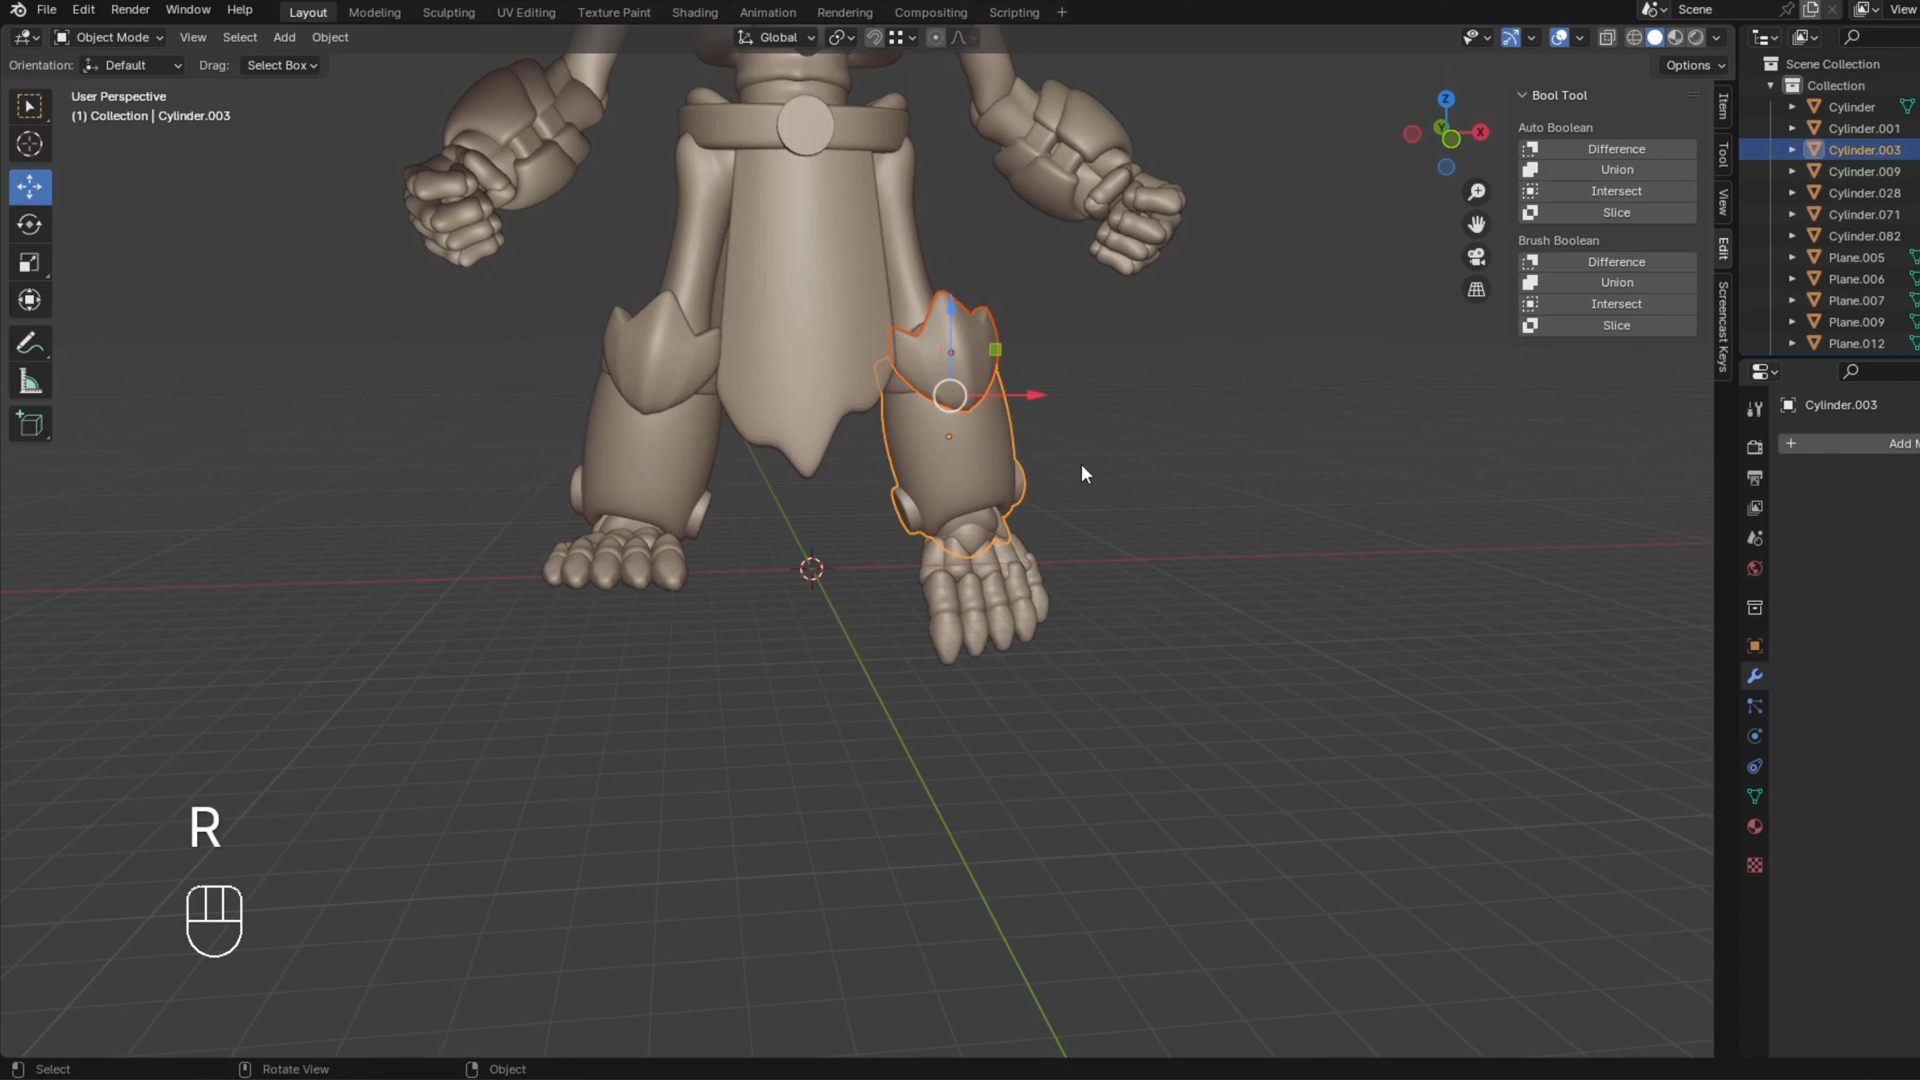 File Edit Render Window Help Layout Modeling Sculpting UV Editing Texture Paint Shading Animation Rendering Compositing Scripting + Scene View
Object Mode View Select Add Object Global
Orientation: Default Drag: Select Box Options
User Perspective
(1) Collection | Cylinder.003
Z
X
Y
Bool Tool
Auto Boolean
Difference
Union
Intersect
Slice
Brush Boolean
Difference
Union
Intersect
Slice
Item
Tool
View
Edit
Screencast Keys
Scene Collection
Collection
Cylinder
Cylinder.001
Cylinder.003
Cylinder.009
Cylinder.028
Cylinder.071
Cylinder.082
Plane.005
Plane.006
Plane.007
Plane.009
Plane.012
Cylinder.003
+ Add M
R
Select Rotate View Object